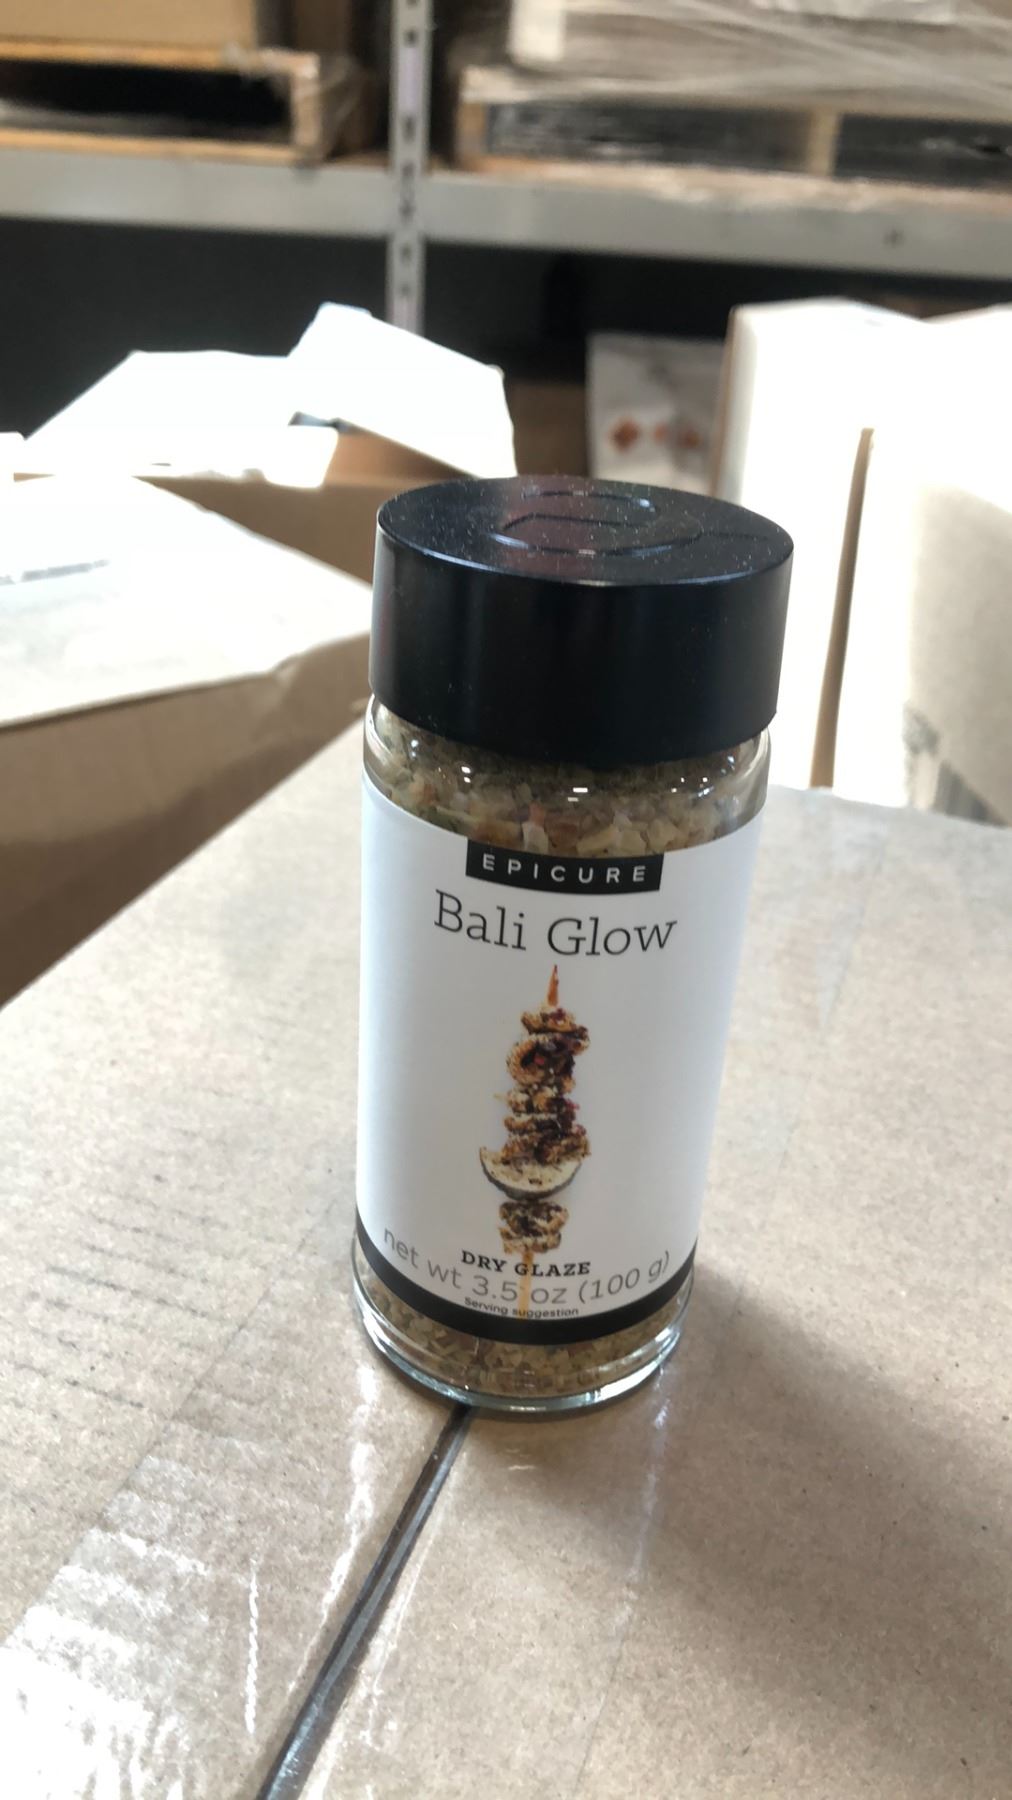 EPICURE
Bali Glow
DRY GLAZE
net wt 3.5 oz (100 g)
Serving suggestion